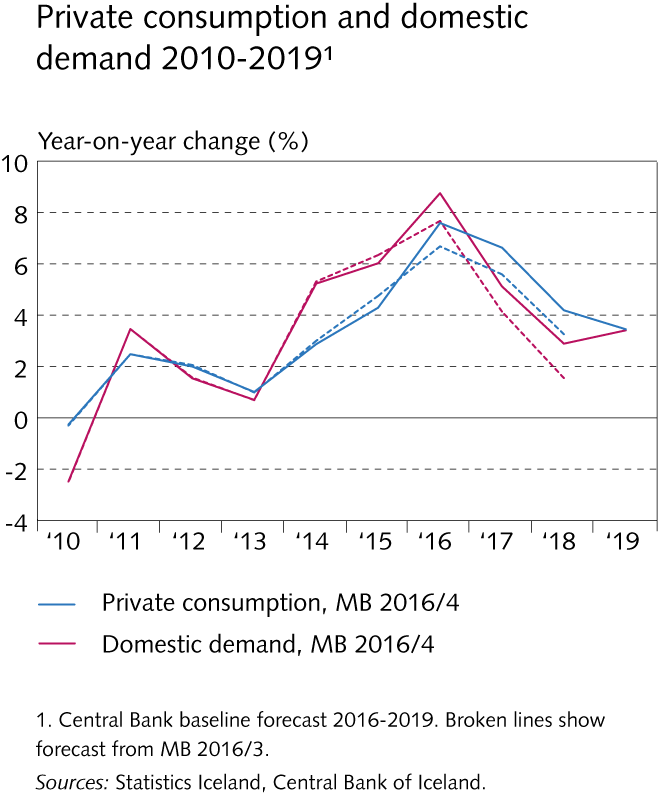 Private consumption and domestic
demand 2010-2019¹
Year-on-year change (%)
10
8
6
4
2
0
-2
-4
‘10 ‘11 ‘12 ‘13 ‘14 ‘15 ‘16 ‘17 ‘18 ‘19
Private consumption, MB 2016/4
Domestic demand, MB 2016/4
1. Central Bank baseline forecast 2016-2019. Broken lines show
forecast from MB 2016/3.
Sources: Statistics Iceland, Central Bank of Iceland.